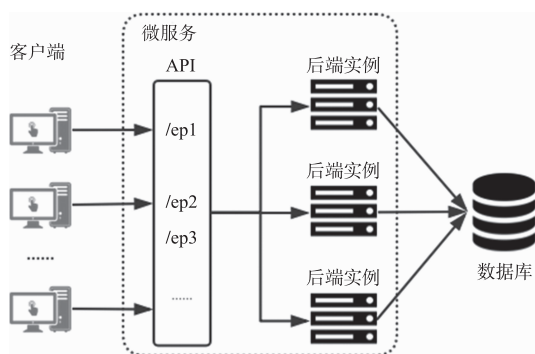 微服务
客户端
API
后端实例
/ep1
/ep2
后端实例
/ep3
......
数据库
......
后端实例